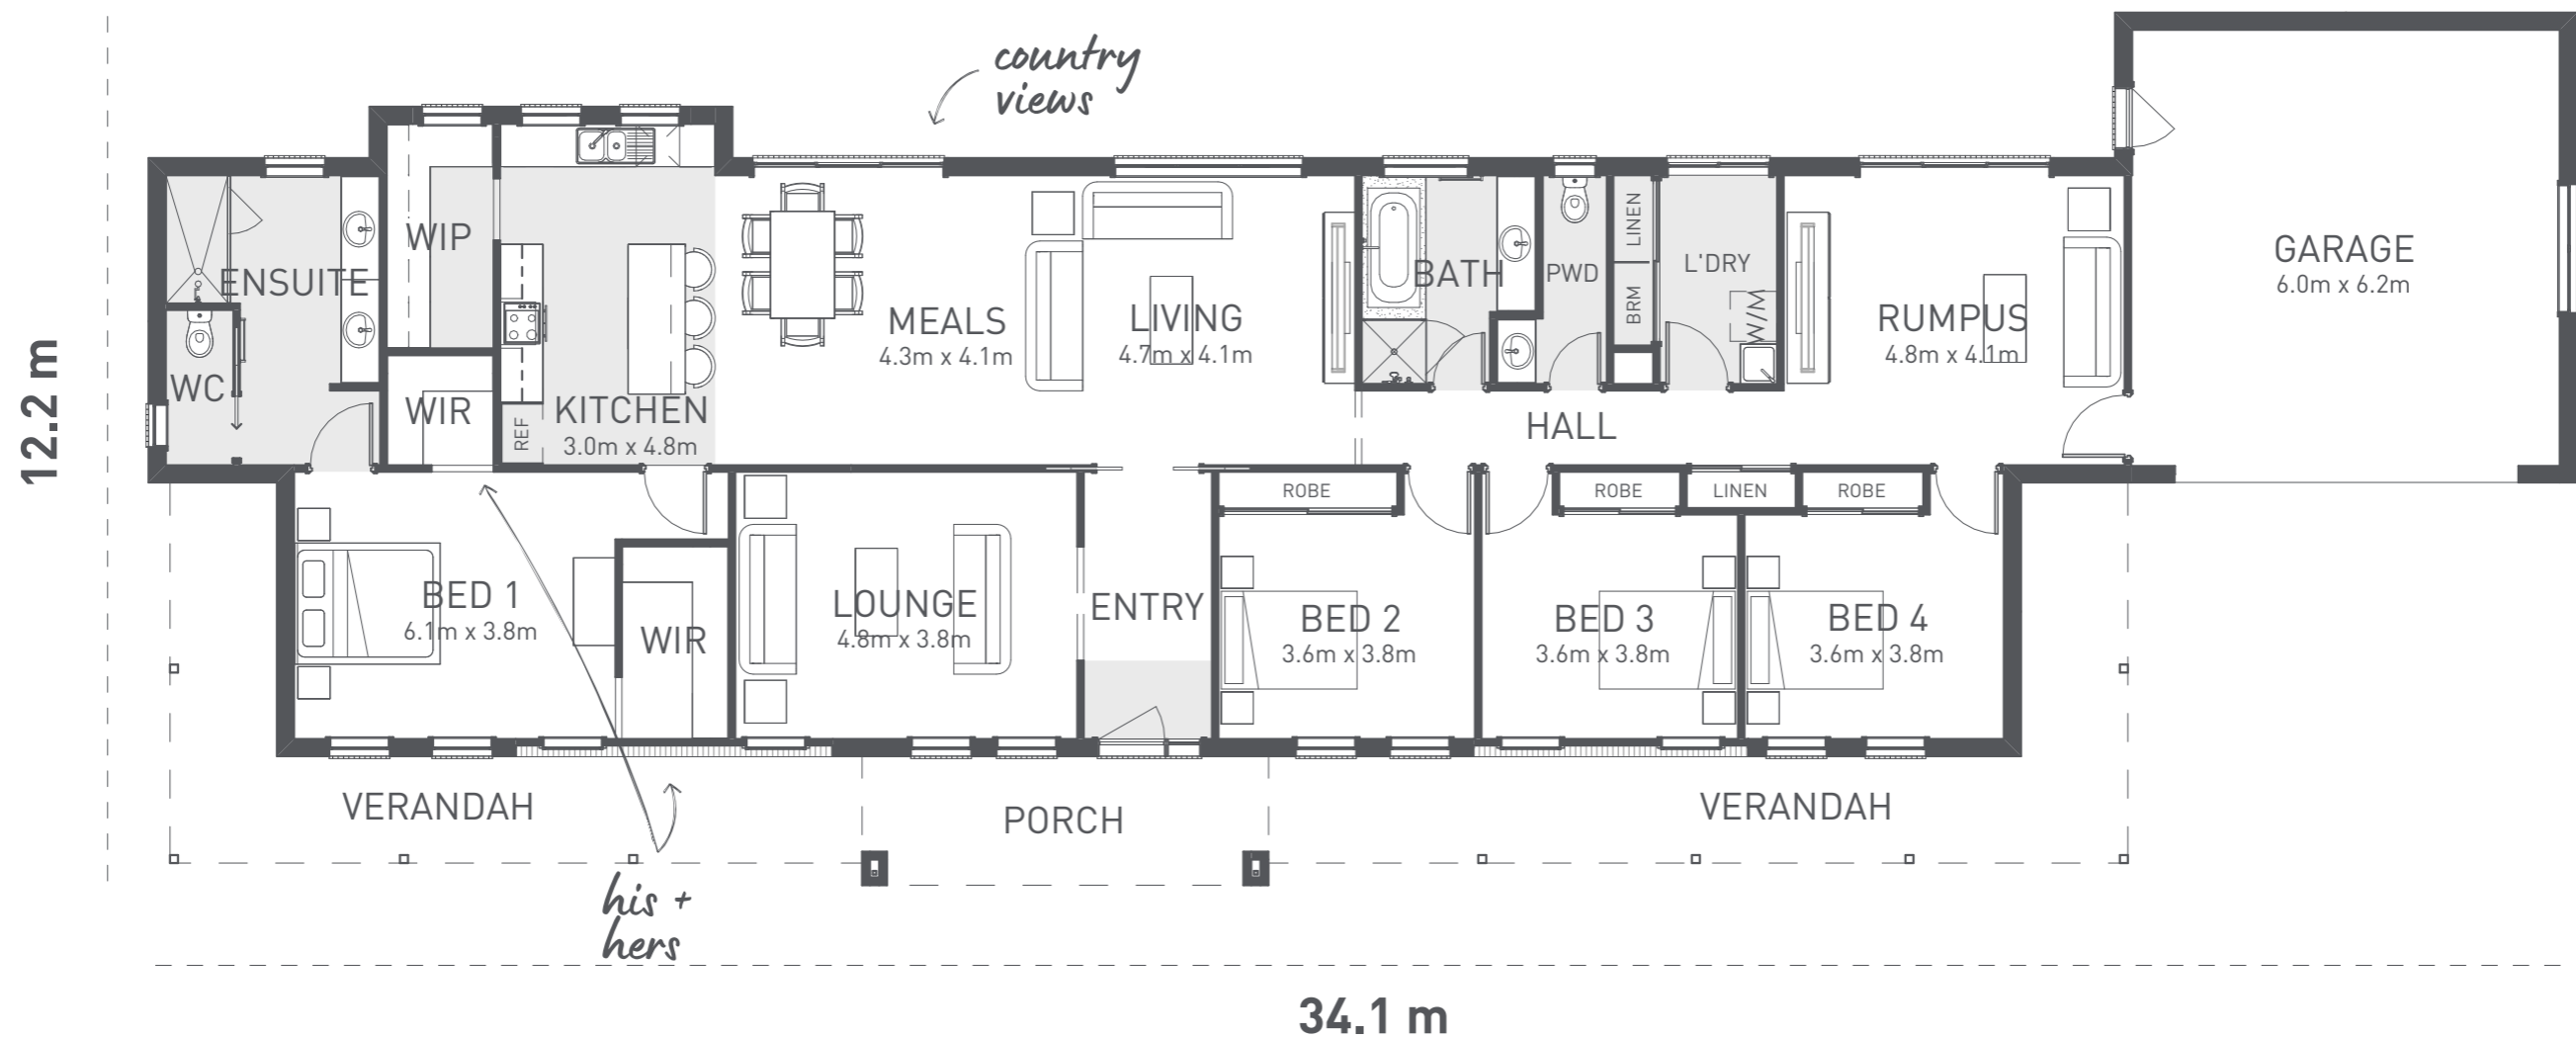 country
views
WIP
ENSUITE
WC
WIR
REF
KITCHEN
3.0m x 4.8m
MEALS
4.3m x 4.1m
LIVING
4.7m x 4.1m
BATH
PWD
LINEN
BRM
L'DRY
W/W
RUMPUS
4.8m x 4.1m
GARAGE
6.0m x 6.2m
HALL
12.2 m
ROBE
ROBE
LINEN
ROBE
BED 1
6.1m x 3.8m
WIR
LOUNGE
4.8m x 3.8m
ENTRY
BED 2
3.6m x 3.8m
BED 3
3.6m x 3.8m
BED 4
3.6m x 3.8m
VERANDAH
PORCH
VERANDAH
his +
hers
34.1 m